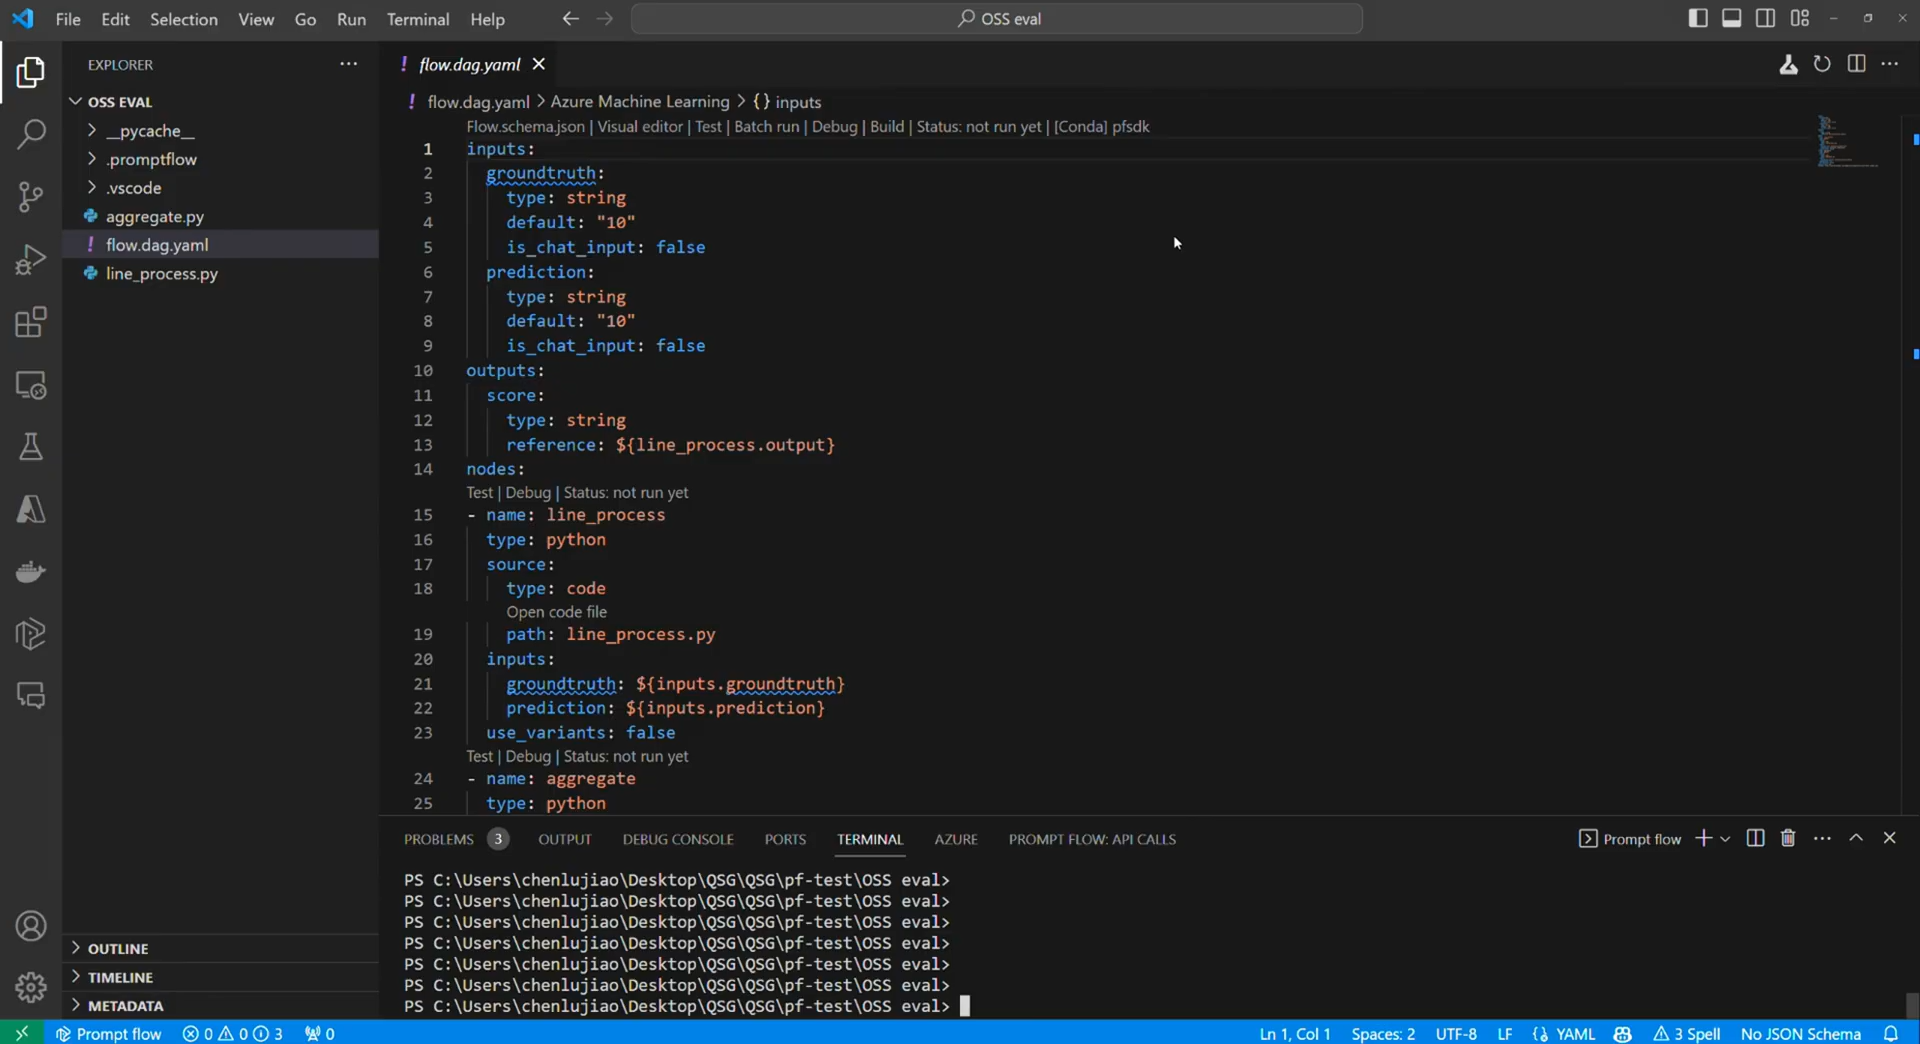 File Edit Selection View Go Run Terminal Help
OSS eval
EXPLORER
flow.dag.yaml
OSS EVAL
__pycache__
.promptflow
.vscode
aggregate.py
flow.dag.yaml
line_process.py
flow.dag.yaml > Azure Machine Learning > {} inputs
Flow.schema.json | Visual editor | Test | Batch run | Debug | Build | Status: not run yet | [Conda] pfsdk
1 inputs:
2 groundtruth:
3 type: string
4 default: "10"
5 is_chat_input: false
6 prediction:
7 type: string
8 default: "10"
9 is_chat_input: false
10 outputs:
11 score:
12 type: string
13 reference: ${line_process.output}
14 nodes:
Test | Debug | Status: not run yet
15 - name: line_process
16 type: python
17 source:
18 type: code
Open code file
19 path: line_process.py
20 inputs:
21 groundtruth: ${inputs.groundtruth}
22 prediction: ${inputs.prediction}
23 use_variants: false
Test | Debug | Status: not run yet
24 - name: aggregate
25 type: python
PROBLEMS 3 OUTPUT DEBUG CONSOLE PORTS TERMINAL AZURE PROMPT FLOW: API CALLS
Prompt flow
PS C:\Users\chenlujiao\Desktop\QSG\QSG\pf-test\OSS eval>
PS C:\Users\chenlujiao\Desktop\QSG\QSG\pf-test\OSS eval>
PS C:\Users\chenlujiao\Desktop\QSG\QSG\pf-test\OSS eval>
PS C:\Users\chenlujiao\Desktop\QSG\QSG\pf-test\OSS eval>
PS C:\Users\chenlujiao\Desktop\QSG\QSG\pf-test\OSS eval>
PS C:\Users\chenlujiao\Desktop\QSG\QSG\pf-test\OSS eval>
PS C:\Users\chenlujiao\Desktop\QSG\QSG\pf-test\OSS eval>
OUTLINE
TIMELINE
METADATA
Prompt flow 0 0 3 0
Ln 1, Col 1 Spaces: 2 UTF-8 LF {} YAML 3 Spell No JSON Schema